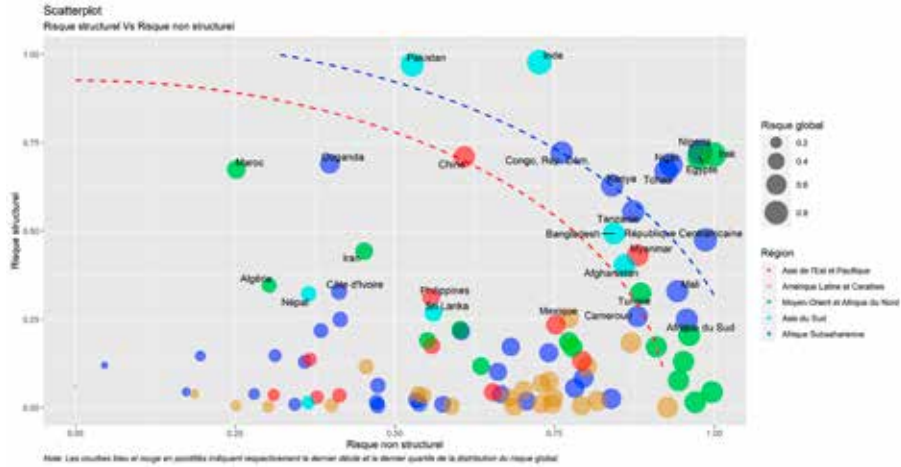 Scatterplot
Risque structurel Vs Risque non structurel
1.00
0.75
0.50
0.25
0.00
Risque structurel
Pakistan
Inde
Nigéria
Irak
Maroc
Ouganda
Chine
Congo, Rép. Dem.
Niger
Egypte
Tchad
Kenya
Tanzanie
Bangladesh
République Centrafricaine
Iran
Myanmar
Afghanistan
Algérie
Népal
Côte d'Ivoire
Philippines
Sri Lanka
Mali
Tunisie
Mexique
Cameroun
Afrique du Sud
0.00
0.25
0.50
0.75
1.00
Risque non structurel
Risque global
0.2
0.4
0.6
0.8
Région
Asie de l'Est et Pacifique
Amérique Latine et Caraïbes
Moyen-Orient et Afrique du Nord
Asie du Sud
Afrique Subsaharienne
Note: Les courbes bleu et rouge en pointillés indiquent respectivement le dernier décile et le dernier quartile de la distribution du risque global.